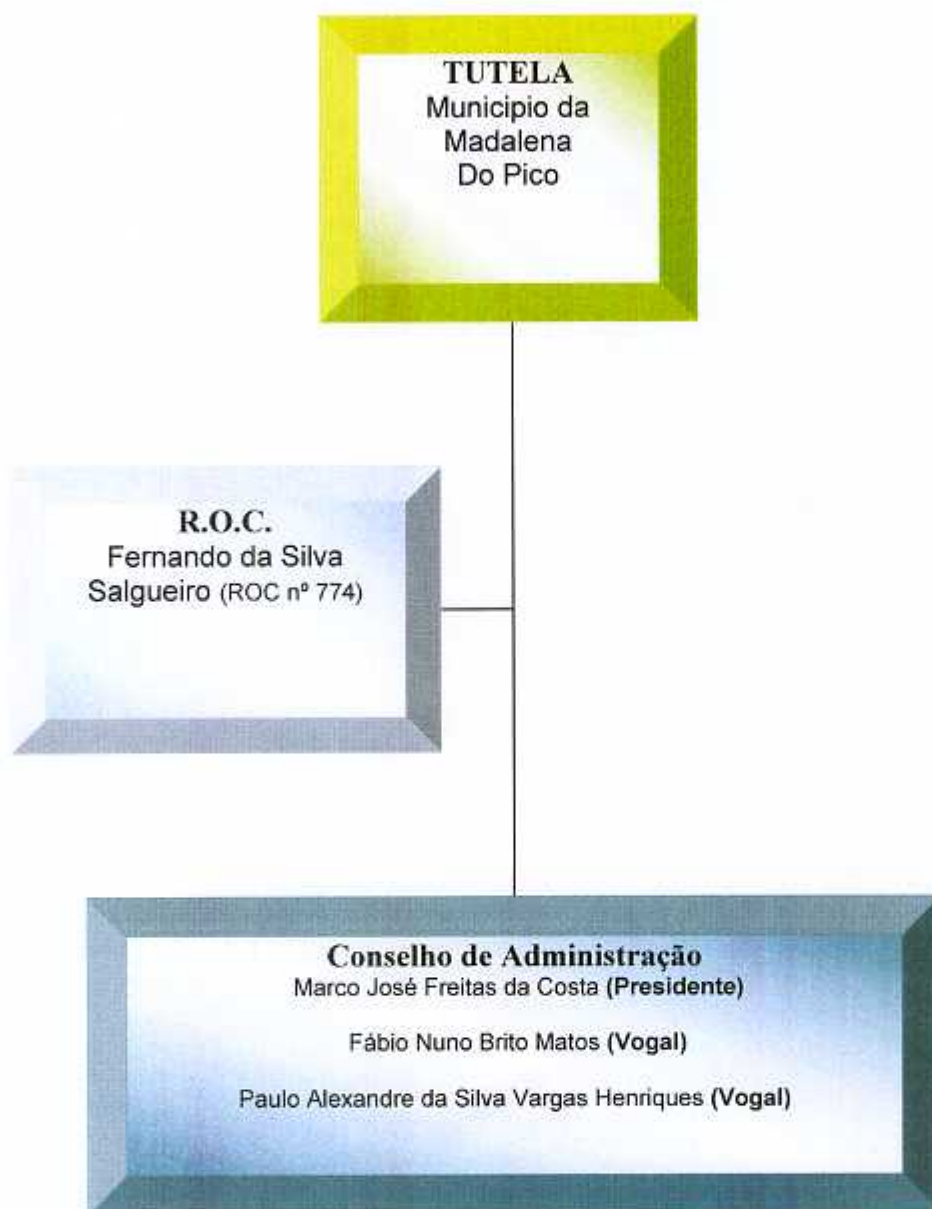 TUTELA
Municipio da
Madalena
Do Pico
R.O.C.
Fernando da Silva
Salgueiro (ROC nº 774)
Conselho de Administração
Marco José Freitas da Costa (Presidente)
Fábio Nuno Brito Matos (Vogal)
Paulo Alexandre da Silva Vargas Henriques (Vogal)